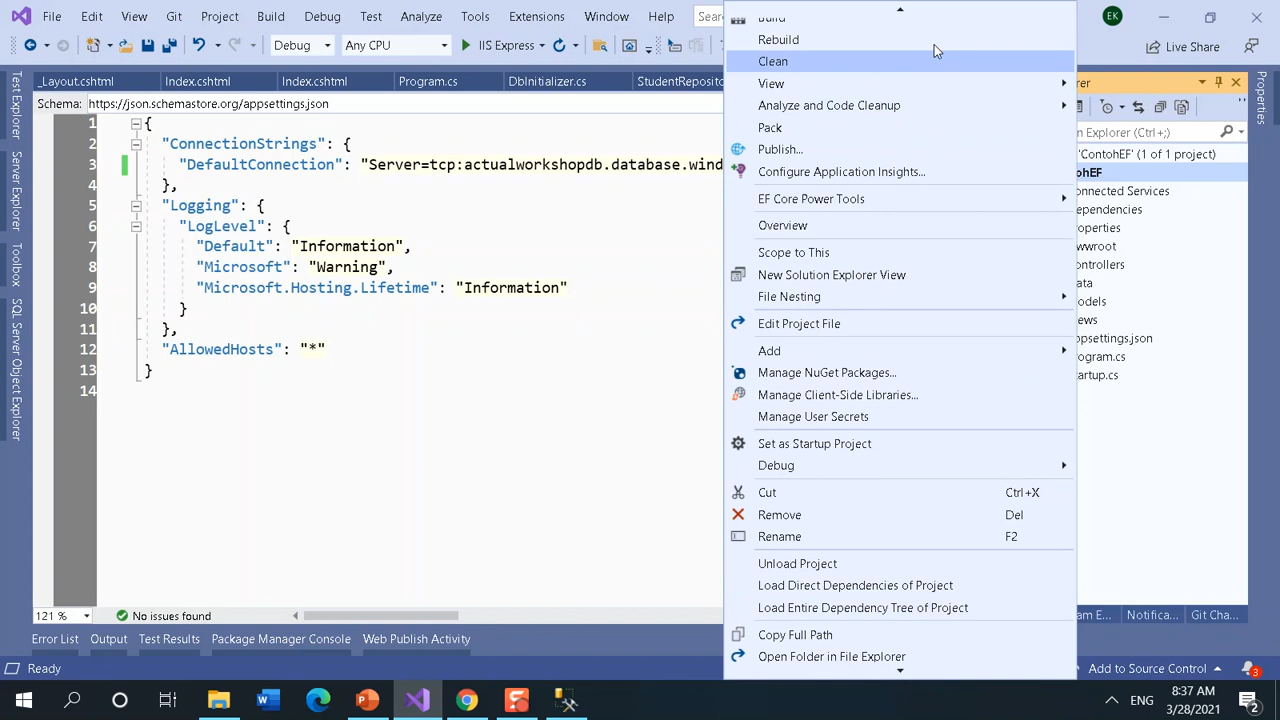 File
Edit
View
Git
Project
Build
Debug
Test
Analyze
Tools
Extensions
Window
Help
EK
Debug
Any CPU
IIS Express
Live Share
_Layout.cshtml
Index.cshtml
Index.cshtml
Program.cs
DbInitializer.cs
Schema: https://json.schemastore.org/appsettings.json
1 {
2 "ConnectionStrings": {
3 "DefaultConnection": "Server=tcp:actualworkshopdb.database.wind
4 },
5 "Logging": {
6 "LogLevel": {
7 "Default": "Information",
8 "Microsoft": "Warning",
9 "Microsoft.Hosting.Lifetime": "Information"
10 }
11 },
12 "AllowedHosts": "*"
13 }
14
Toolbox
SQL Server Object Explorer
Build
Rebuild
Clean
View
Analyze and Code Cleanup
Pack
Publish...
Configure Application Insights...
EF Core Power Tools
Overview
Scope to This
New Solution Explorer View
File Nesting
Edit Project File
Add
Manage NuGet Packages...
Manage Client-Side Libraries...
Manage User Secrets
Set as Startup Project
Debug
Cut Ctrl+X
Remove Del
Rename F2
Unload Project
Load Direct Dependencies of Project
Load Entire Dependency Tree of Project
Copy Full Path
Open Folder in File Explorer
Explorer (Ctrl+;)
'ContohEF' (1 of 1 project)
ohEF
onnected Services
ependencies
operties
wwroot
ontrollers
ata
odels
ews
ppsettings.json
rogram.cs
artup.cs
Properties
No issues found
m E...
Notifica...
Git Cha...
Error List
Output
Test Results
Package Manager Console
Web Publish Activity
Ready
Add to Source Control
3
ENG
8:37 AM
3/28/2021
2